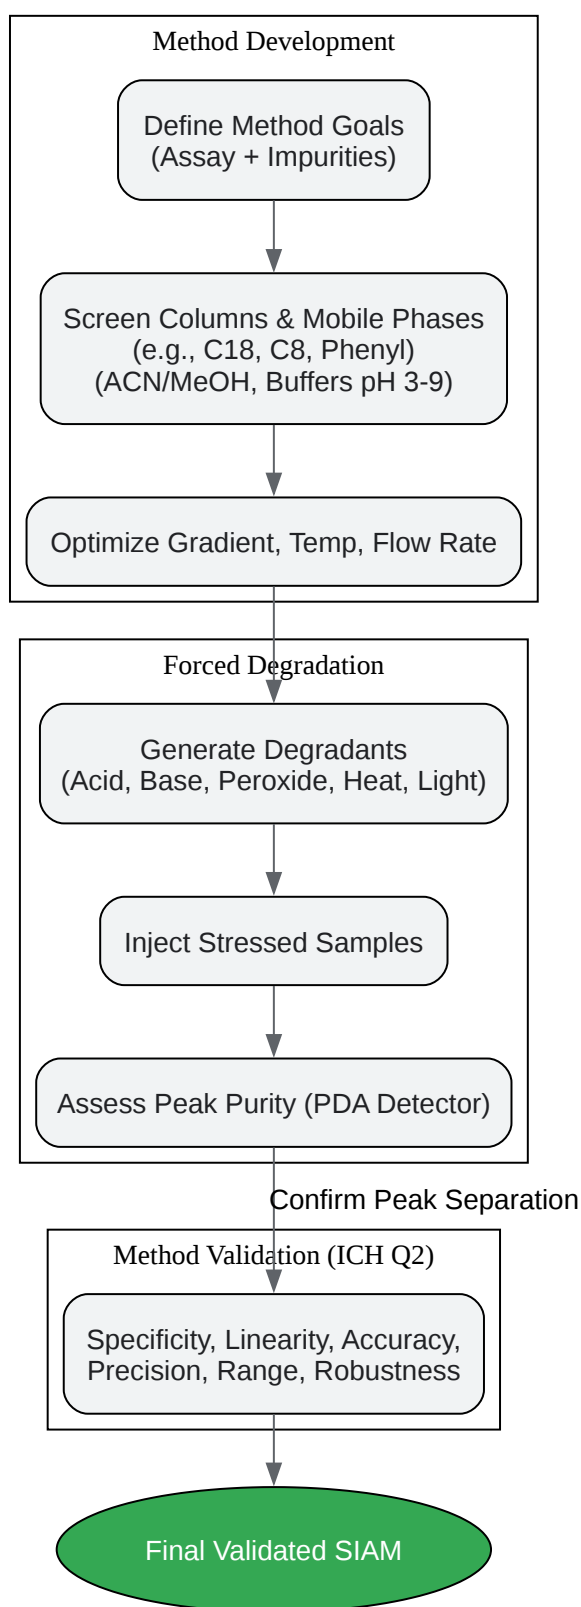 Method Development
Define Method Goals
(Assay + Impurities)
Screen Columns & Mobile Phases
(e.g., C18, C8, Phenyl)
(ACN/MeOH, Buffers pH 3-9)
Optimize Gradient, Temp, Flow Rate
Forced Degradation
Generate Degradants
(Acid, Base, Peroxide, Heat, Light)
Inject Stressed Samples
Assess Peak Purity (PDA Detector)
Confirm Peak Separation
Method Validation (ICH Q2)
Specificity, Linearity, Accuracy,
Precision, Range, Robustness
Final Validated SIAM